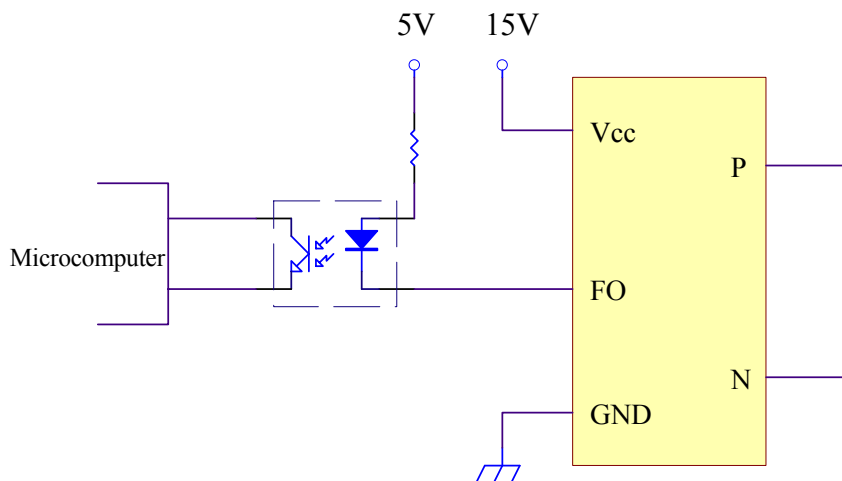 5V
15V
Vcc
P
Microcomputer
FO
N
GND